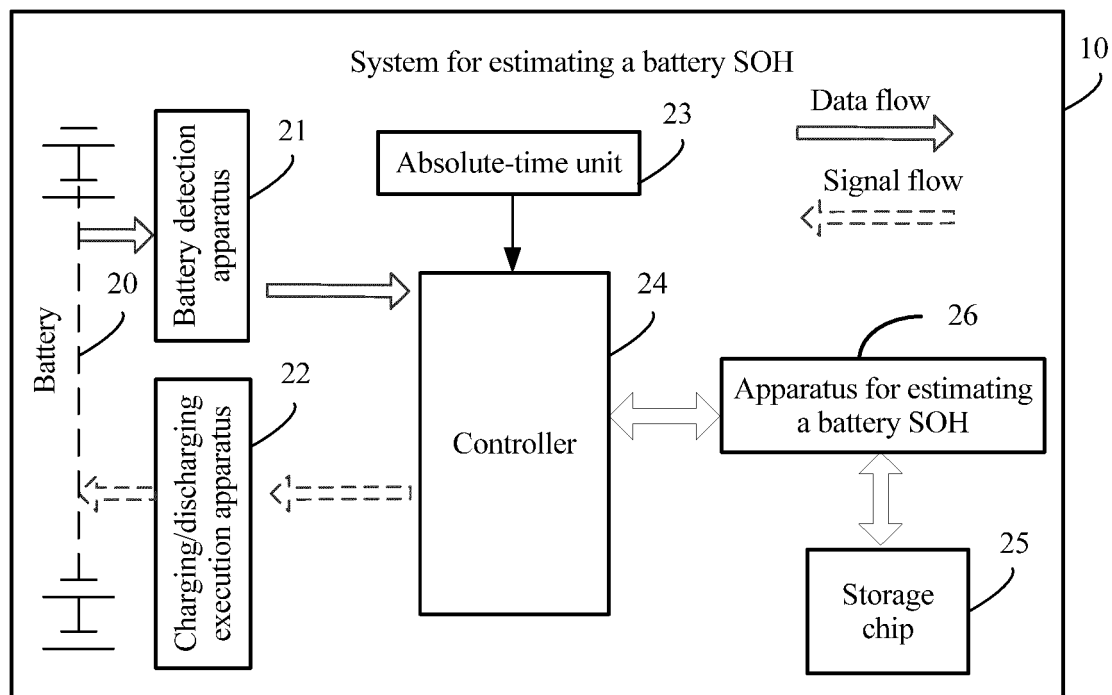 System for estimating a battery SOH
10
Data flow
Signal flow
21
Battery detection
apparatus
23
Absolute-time unit
Battery
20
24
Controller
26
Apparatus for estimating
a battery SOH
22
Charging/discharging
execution apparatus
25
Storage
chip